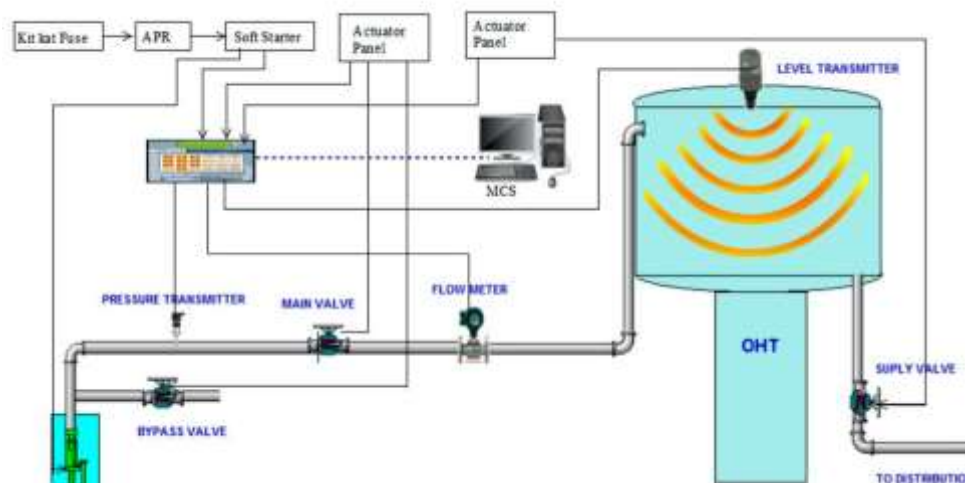 Kit kat Fuse
APR
Soft Starter
Actuator
Panel
Actuator
Panel
LEVEL TRANSMITTER
MCS
PRESSURE TRANSMITTER
MAIN VALVE
FLOW METER
OHT
SUPLY VALVE
BYPASS VALVE
TO DISTRIBUTIO